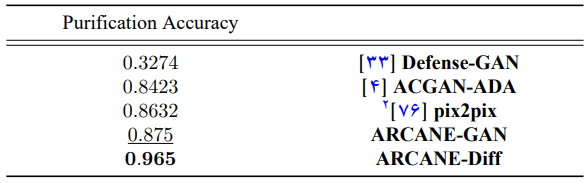 Purification Accuracy
0.3274 Defense-GAN [۳۳]
0.8423 ACGAN-ADA [۴]
0.8632 pix2pix [۷۶]۲
0.875 ARCANE-GAN
0.965 ARCANE-Diff